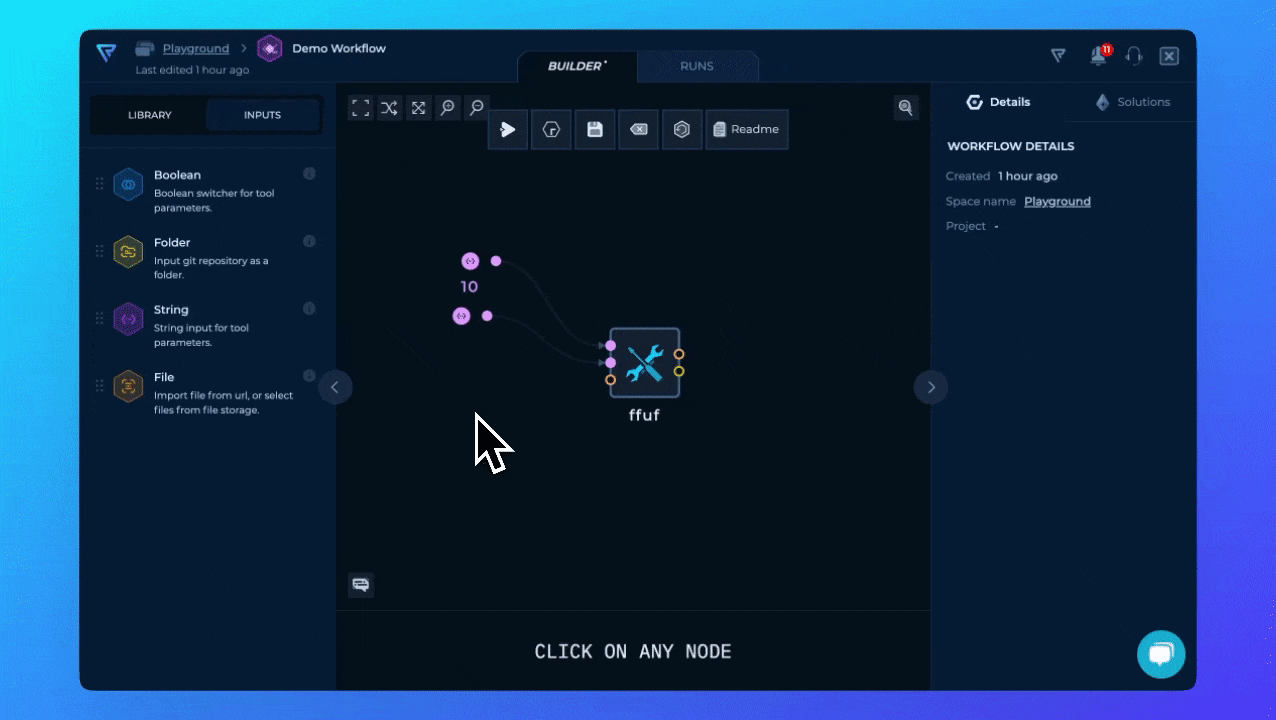 Playground > Demo Workflow
Last edited 1 hour ago
BUILDER
RUNS
11
LIBRARY
INPUTS
Boolean
Boolean switcher for tool
parameters.
Folder
Input git repository as a
folder.
String
String input for tool
parameters.
File
Import file from url, or select
files from file storage.
Readme
10
ffuf
CLICK ON ANY NODE
Details
Solutions
WORKFLOW DETAILS
Created 1 hour ago
Space name Playground
Project -